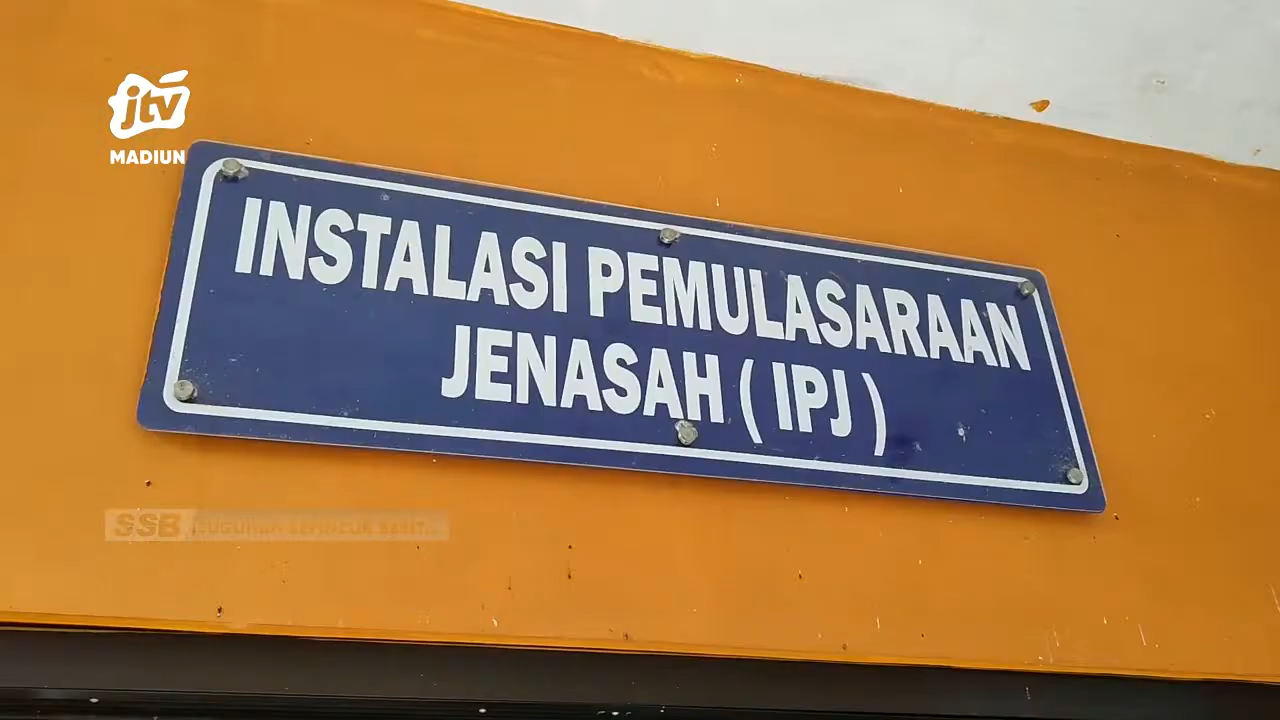 jtv
MADIUN
INSTALASI PEMULASARAAN
JENASAH ( IPJ )
SSB